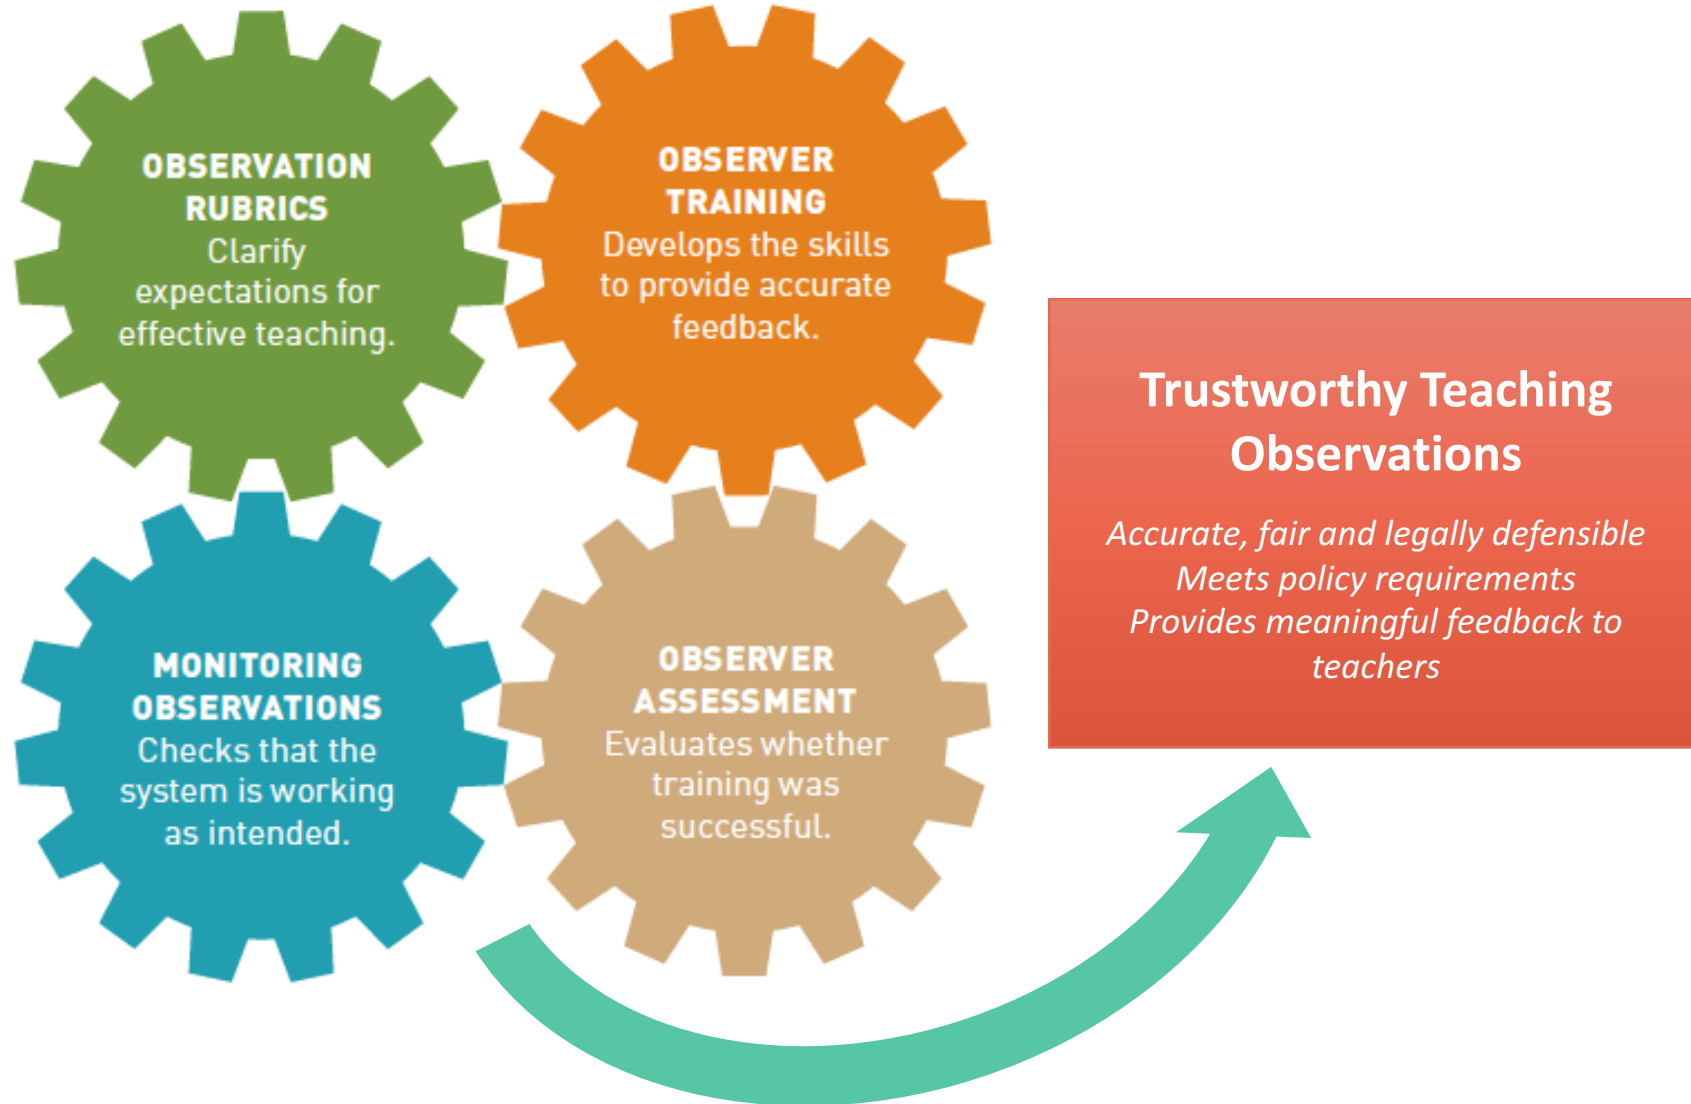 OBSERVATION
RUBRICS
Clarify
expectations for
effective teaching.
OBSERVER
TRAINING
Develops the skills
to provide accurate
feedback.
MONITORING
OBSERVATIONS
Checks that the
system is working
as intended.
OBSERVER
ASSESSMENT
Evaluates whether
training was
successful.
Trustworthy Teaching
Observations
Accurate, fair and legally defensible
Meets policy requirements
Provides meaningful feedback to
teachers